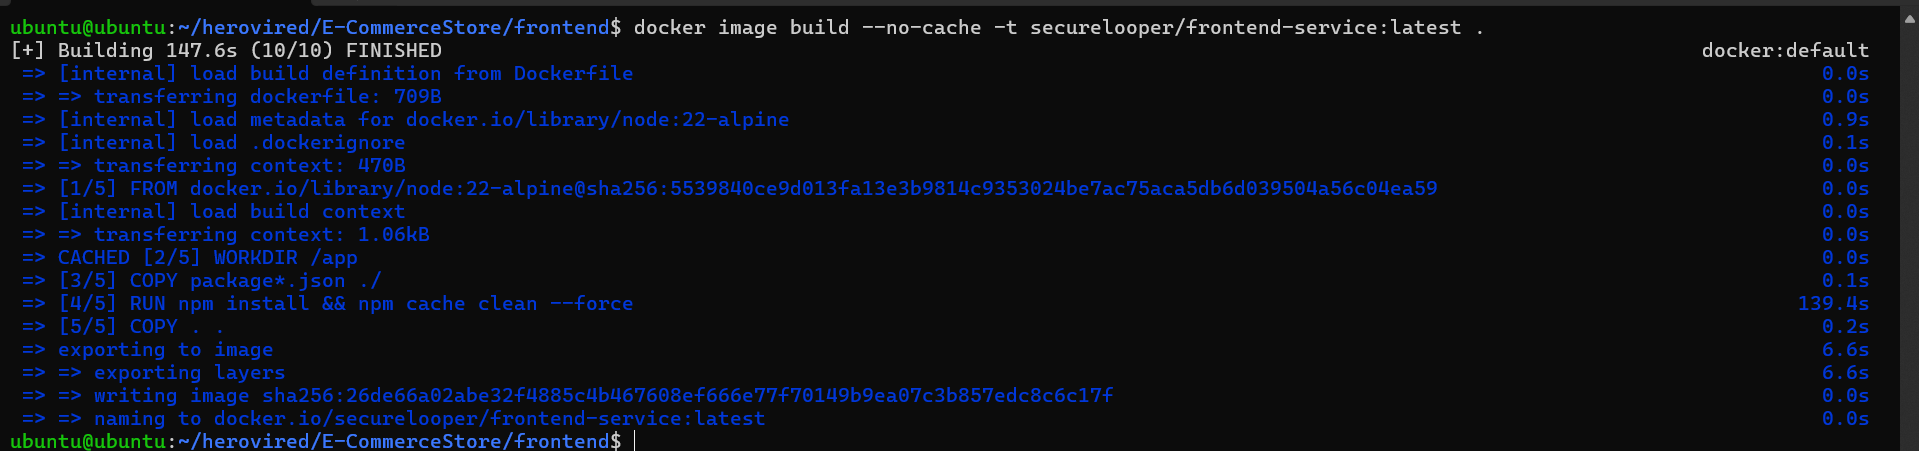 ubuntu@ubuntu:~/herovired/E-CommerceStore/frontend$ docker image build --no-cache -t securelooper/frontend-service:latest .
[+] Building 147.6s (10/10) FINISHED docker:default
=> [internal] load build definition from Dockerfile 0.0s
=> => transferring dockerfile: 709B 0.0s
=> [internal] load metadata for docker.io/library/node:22-alpine 0.9s
=> [internal] load .dockerignore 0.1s
=> => transferring context: 470B 0.0s
=> [1/5] FROM docker.io/library/node:22-alpine@sha256:5539840ce9d013fa13e3b9814c9353024be7ac75aca5db6d039504a56c04ea59 0.0s
=> [internal] load build context 0.0s
=> => transferring context: 1.06kB 0.0s
=> CACHED [2/5] WORKDIR /app 0.0s
=> [3/5] COPY package*.json ./ 0.1s
=> [4/5] RUN npm install && npm cache clean --force 139.4s
=> [5/5] COPY . . 0.2s
=> exporting to image 6.6s
=> => exporting layers 6.6s
=> => writing image sha256:26de66a02abe32f4885c4b467608ef666e77f70149b9ea07c3b857edc8c6c17f 0.0s
=> => naming to docker.io/securelooper/frontend-service:latest 0.0s
ubuntu@ubuntu:~/herovired/E-CommerceStore/frontend$